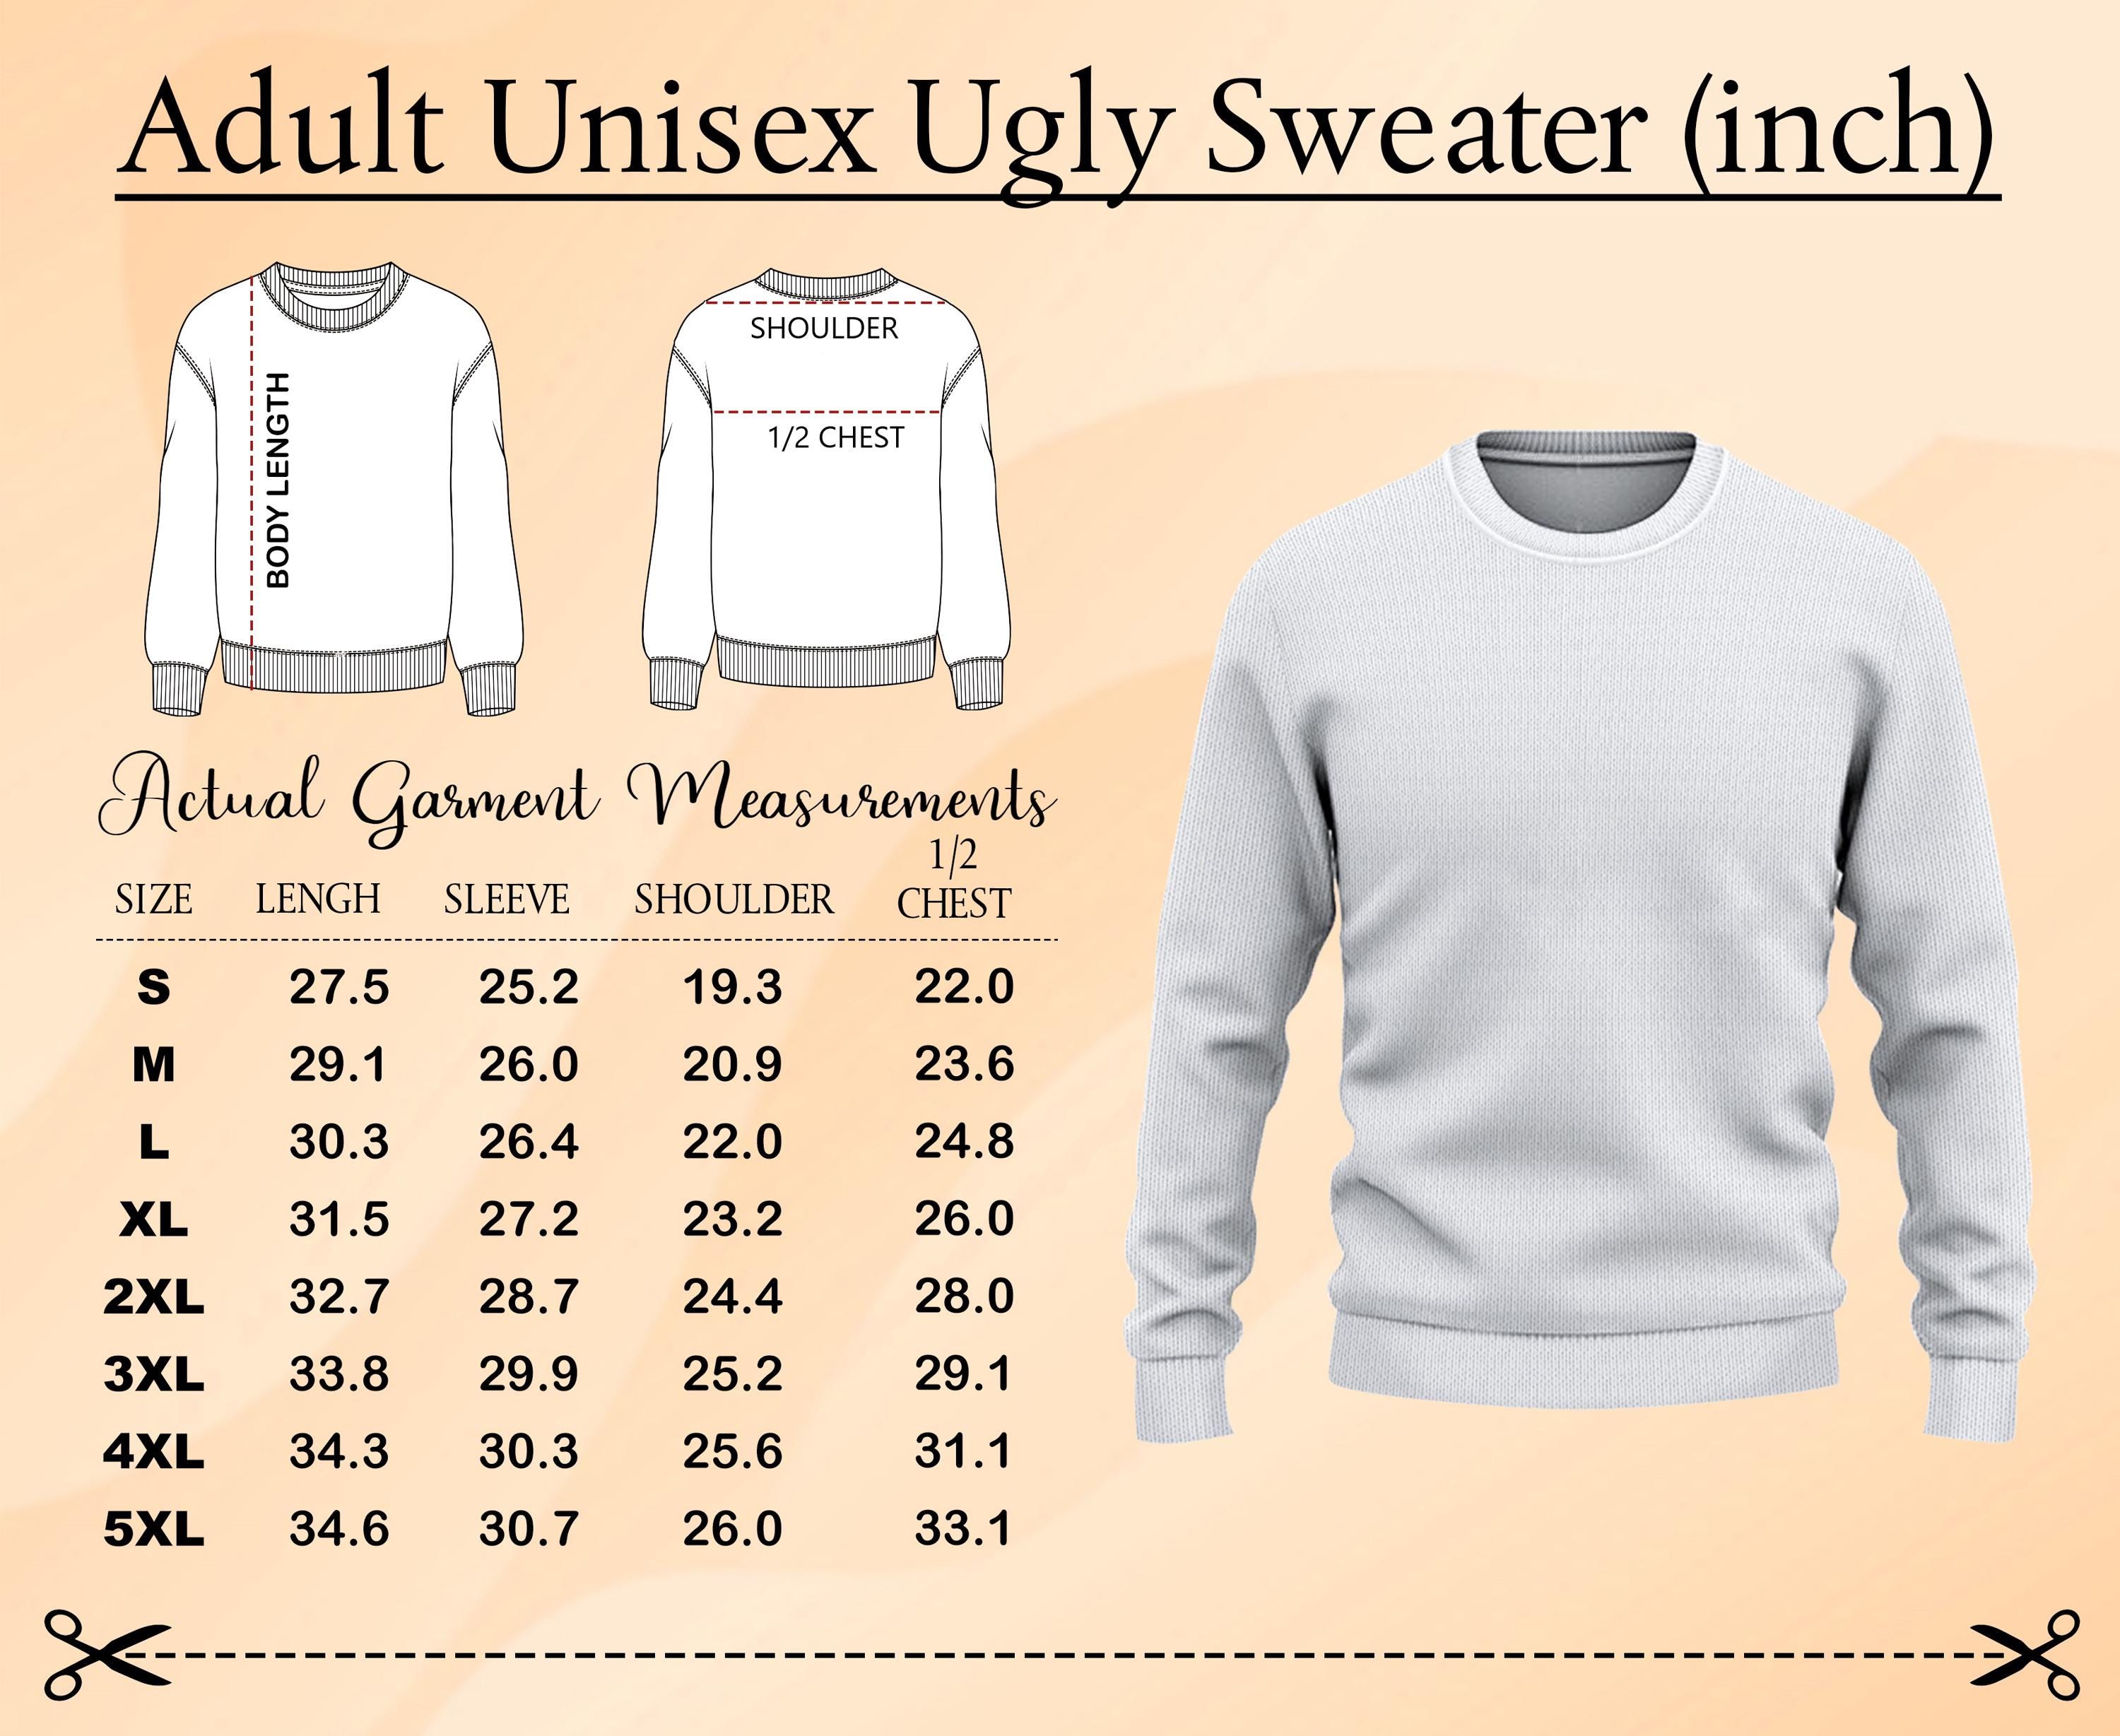 Adult Unisex Ugly Sweater (inch)
BODY LENGTH
SHOULDER
1/2 CHEST
Actual Garment Measurements
SIZE LENGH SLEEVE SHOULDER 1/2 CHEST
S 27.5 25.2 19.3 22.0
M 29.1 26.0 20.9 23.6
L 30.3 26.4 22.0 24.8
XL 31.5 27.2 23.2 26.0
2XL 32.7 28.7 24.4 28.0
3XL 33.8 29.9 25.2 29.1
4XL 34.3 30.3 25.6 31.1
5XL 34.6 30.7 26.0 33.1